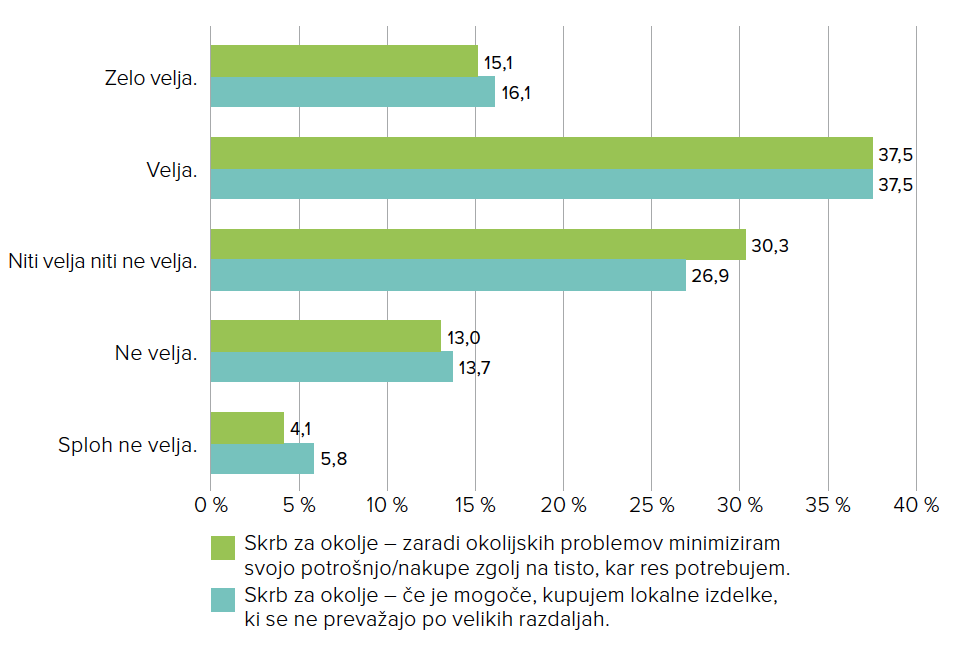 Zelo velja.
15,1
16,1
Velja.
37,5
37,5
Niti velja niti ne velja.
30,3
26,9
Ne velja.
13,0
13,7
Sploh ne velja.
4,1
5,8
0 % 5 % 10 % 15 % 20 % 25 % 30 % 35 % 40 %
Skrb za okolje – zaradi okolijskih problemov minimiziram
svojo potrošnjo/nakupe zgolj na tisto, kar res potrebujem.
Skrb za okolje – če je mogoče, kupujem lokalne izdelke,
ki se ne prevažajo po velikih razdaljah.